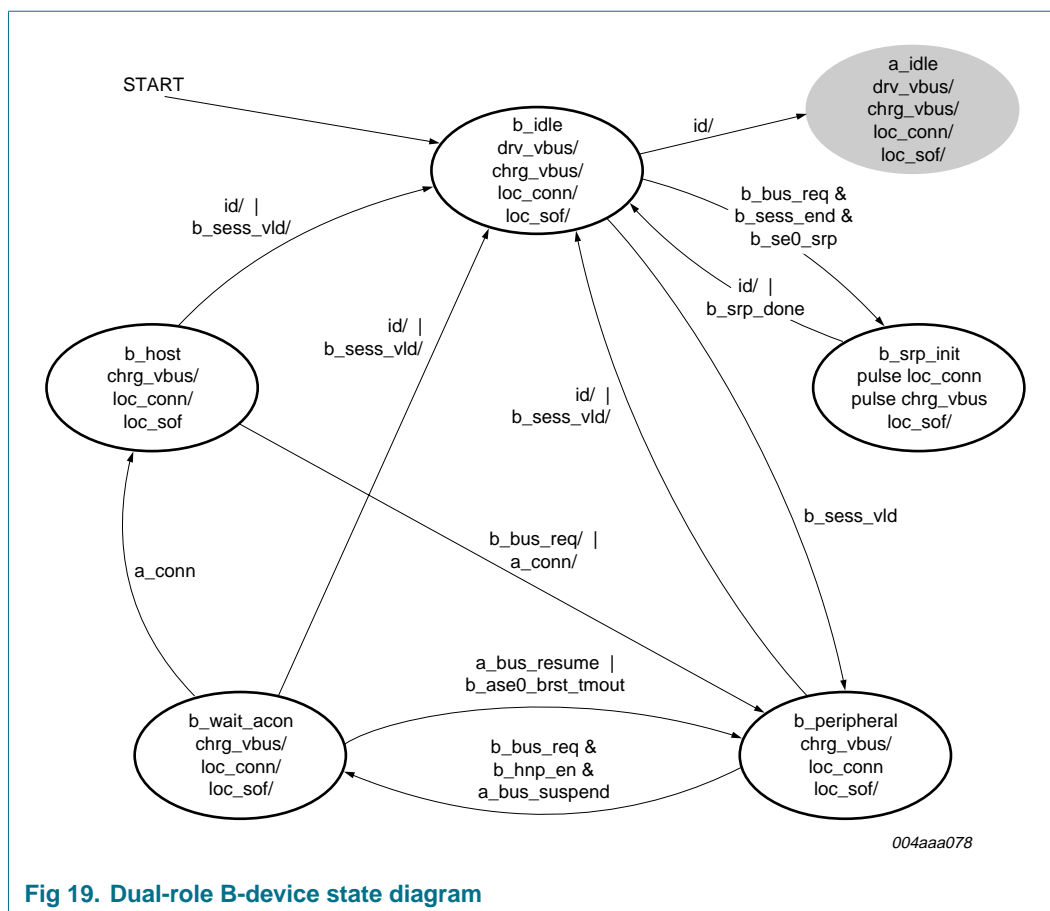 START
b_idle
drv_vbus/
chrg_vbus/
loc_conn/
loc_sof/
id/
a_idle
drv_vbus/
chrg_vbus/
loc_conn/
loc_sof/
b_bus_req &
b_sess_end &
b_se0_srp
id/ |
b_sess_vld/
id/ |
b_srp_done
id/ |
b_sess_vld/
b_host
chrg_vbus/
loc_conn/
loc_sof
b_srp_init
pulse loc_conn
pulse chrg_vbus
loc_sof/
id/ |
b_sess_vld/
b_sess_vld
b_bus_req/ |
a_conn/
a_conn
a_bus_resume |
b_ase0_brst_tmout
b_wait_acon
chrg_vbus/
loc_conn/
loc_sof/
b_bus_req &
b_hnp_en &
a_bus_suspend
b_peripheral
chrg_vbus/
loc_conn
loc_sof/
004aaa078
Fig 19. Dual-role B-device state diagram